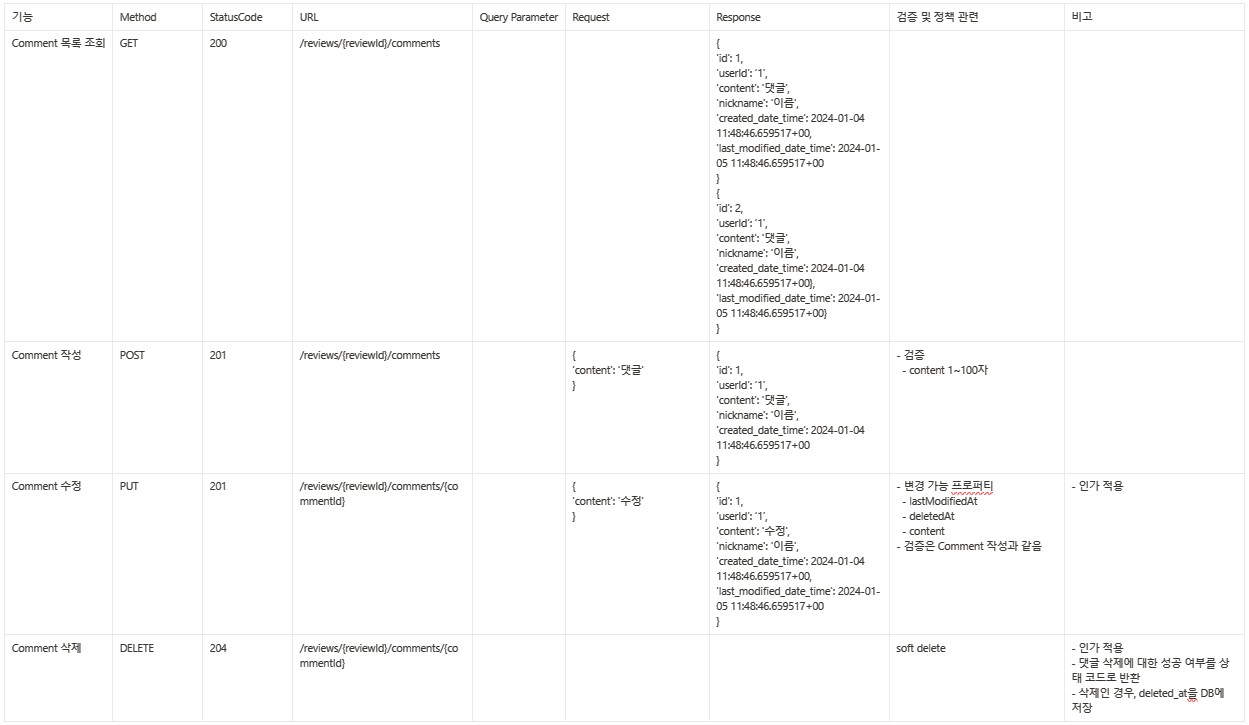 기능 Method StatusCode URL Query Parameter Request Response 검증 및 정책 관련 비고
Comment 목록 조회 GET 200 /reviews/{reviewId}/comments
{
'id': 1,
'userId': '1',
'content': '댓글',
'nickname': '이름',
'created_date_time': 2024-01-04
11:48:46.659517+00,
'last_modified_date_time': 2024-01-
05 11:48:46.659517+00
}
{
'id': 2,
'userId': '1',
'content': '댓글',
'nickname': '이름',
'created_date_time': 2024-01-04
11:48:46.659517+00},
'last_modified_date_time': 2024-01-
05 11:48:46.659517+00}
}
Comment 작성 POST 201 /reviews/{reviewId}/comments
{
'content': '댓글'
}
{
'id': 1,
'userId': '1',
'content': '댓글',
'nickname': '이름',
'created_date_time': 2024-01-04
11:48:46.659517+00
}
- 검증
- content 1~100자
Comment 수정 PUT 201 /reviews/{reviewId}/comments/{co
mmentId}
{
'content': '수정'
}
{
'id': 1,
'userId': '1',
'content': '수정',
'nickname': '이름',
'created_date_time': 2024-01-04
11:48:46.659517+00,
'last_modified_date_time': 2024-01-
05 11:48:46.659517+00
}
- 변경 가능 프로퍼티
- lastModifiedAt
- deletedAt
- content
- 검증은 Comment 작성과 같음
- 인가 적용
Comment 삭제 DELETE 204 /reviews/{reviewId}/comments/{co
mmentId}
soft delete
- 인가 적용
- 댓글 삭제에 대한 성공 여부를 상
태 코드로 반환
- 삭제인 경우, deleted_at을 DB에
저장